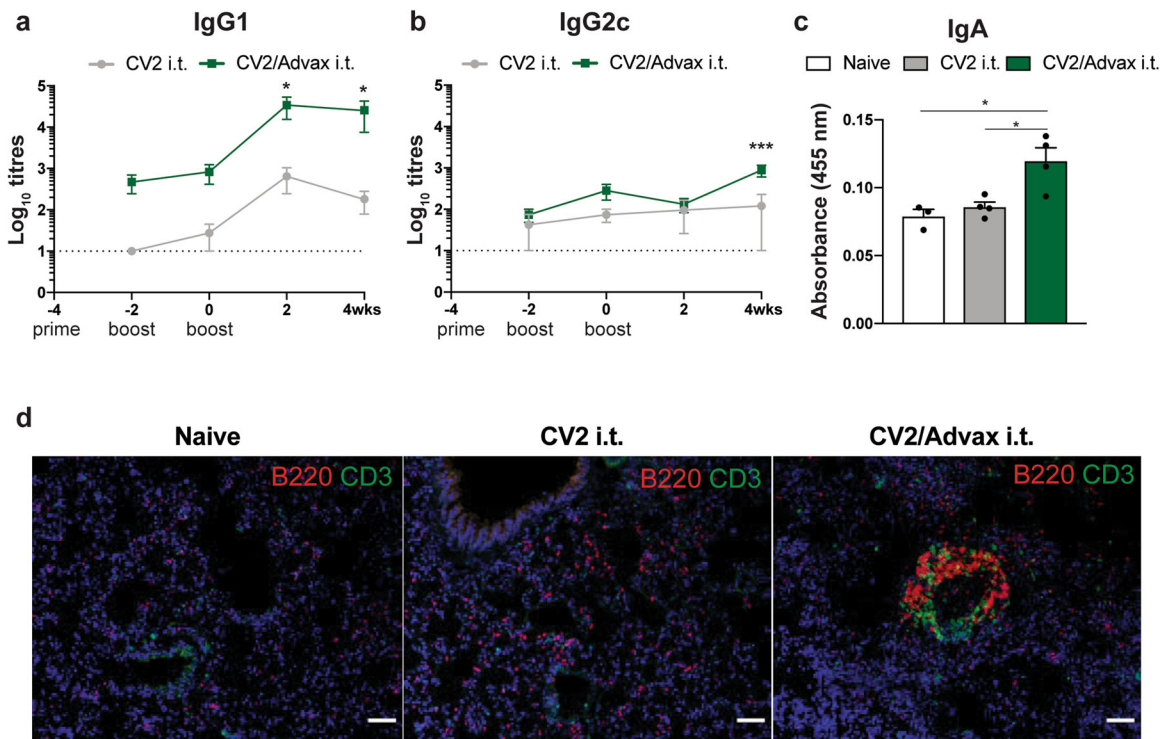 a
IgG1
CV2 i.t.
CV2/Advax i.t.
Log10 titres
5
4
3
2
1
0
*
*
-4
-2
0
2
4wks
prime
boost
boost
b
IgG2c
CV2 i.t.
CV2/Advax i.t.
Log10 titres
5
4
3
2
1
0
***
-4
-2
0
2
4wks
prime
boost
boost
c
IgA
Naive
CV2 i.t.
CV2/Advax i.t.
Absorbance (455 nm)
0.15
0.10
0.05
0.00
*
*
d
Naive
B220 CD3
CV2 i.t.
B220 CD3
CV2/Advax i.t.
B220 CD3